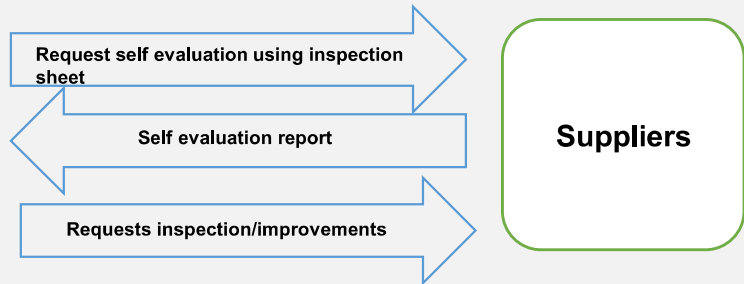 Request self evaluation using inspection
sheet
Self evaluation report
Requests inspection/improvements
Suppliers